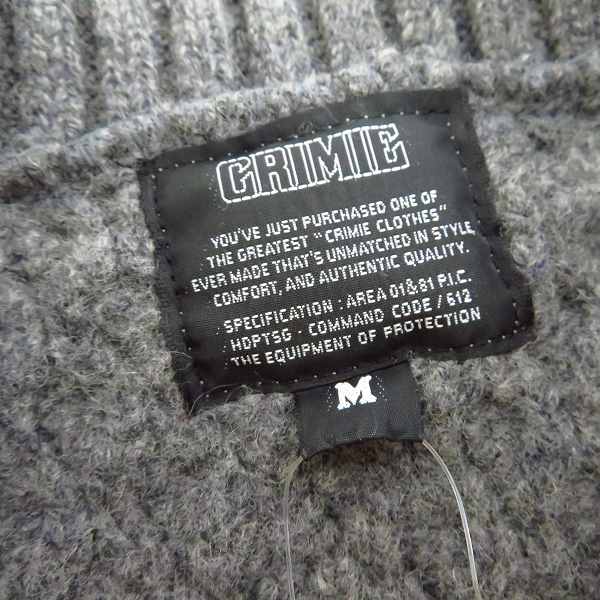 CRIMIE
YOU'VE JUST PURCHASED ONE OF
THE GREATEST "CRIMIE CLOTHES"
EVER MADE THAT'S UNMATCHED IN STYLE,
COMFORT, AND AUTHENTIC QUALITY.
SPECIFICATION : AREA 01&81 P.I.C.
HDPTSG - COMMAND CODE / 612
THE EQUIPMENT OF PROTECTION
M